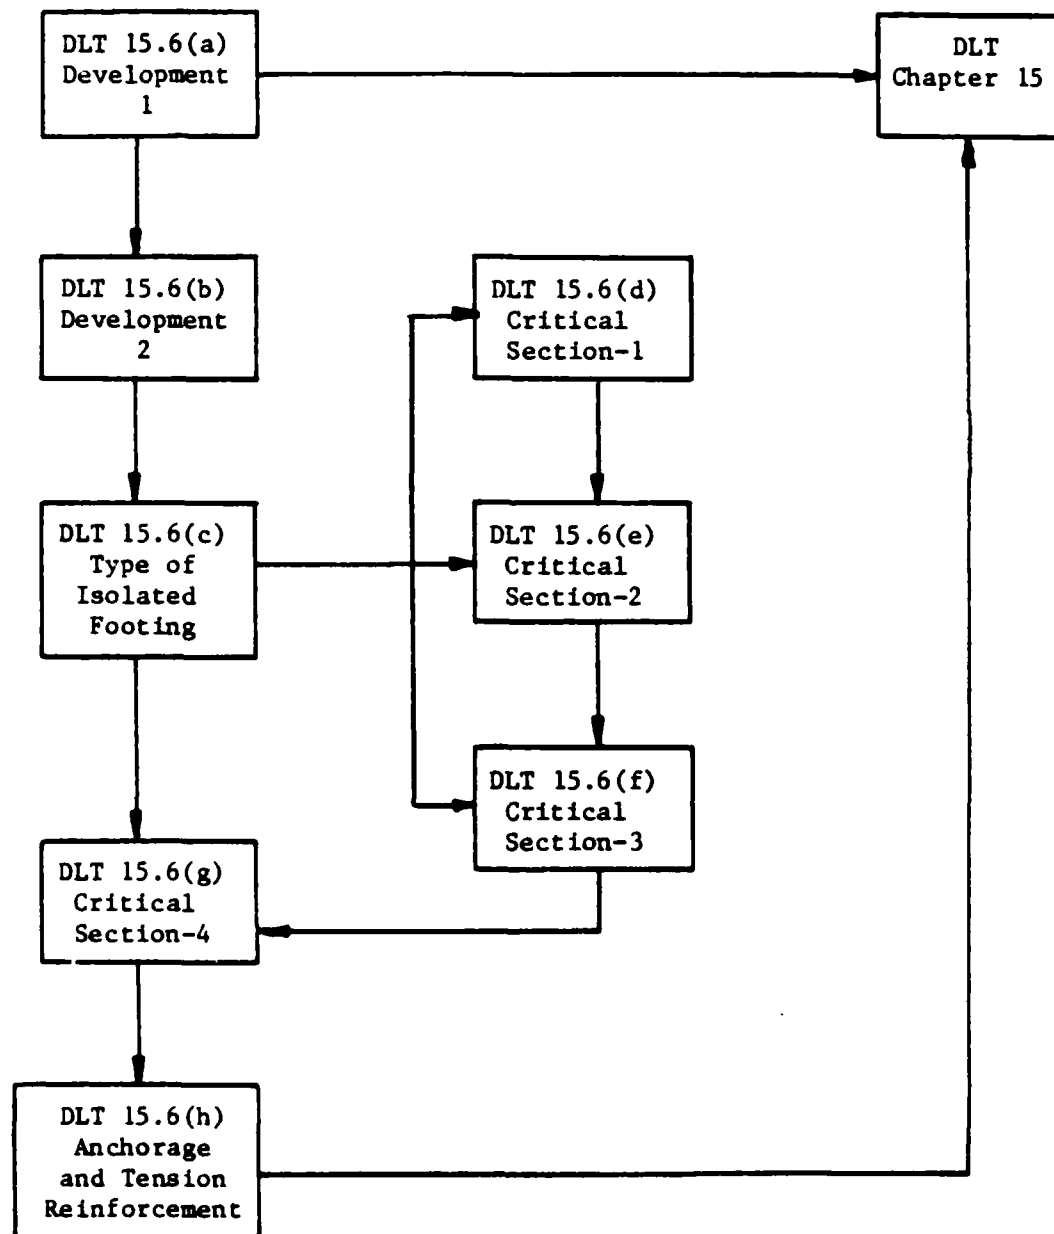 DLT 15.6(a)
Development
1
DLT
Chapter 15
DLT 15.6(b)
Development
2
DLT 15.6(d)
Critical
Section-1
DLT 15.6(c)
Type of
Isolated
Footing
DLT 15.6(e)
Critical
Section-2
DLT 15.6(f)
Critical
Section-3
DLT 15.6(g)
Critical
Section-4
DLT 15.6(h)
Anchorage
and Tension
Reinforcement